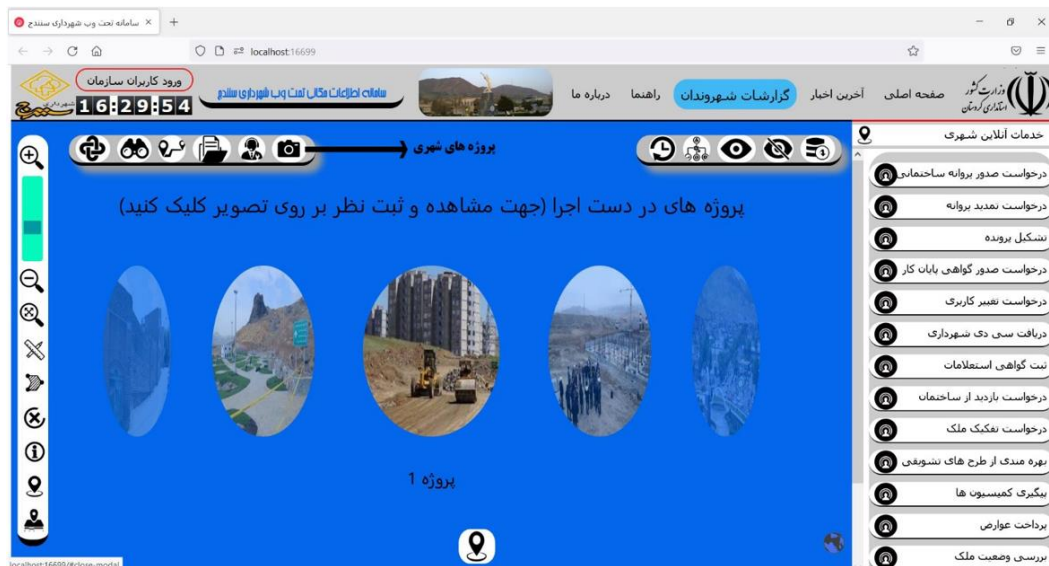 سامانه تحت وب شهرداری سنندج
localhost:16699
ورود کاربران سازمان
16:29:54
سامانه اطلاعات مکانی تحت وب شهرداری سنندج
درباره ما
راهنما
گزارشات شهروندان
آخرین اخبار
صفحه اصلی
وزارت کشور
استانداری کردستان
شهرداری
سنندج
خدمات آنلاین شهری
پروژه های شهری
پروژه های در دست اجرا (جهت مشاهده و ثبت نظر بر روی تصویر کلیک کنید)
پروژه 1
درخواست صدور پروانه ساختمانی
درخواست تمدید پروانه
تشکیل پرونده
درخواست صدور گواهی پایان کار
درخواست تغییر کاربری
دریافت سی دی شهرداری
ثبت گواهی استعلامات
درخواست بازدید از ساختمان
درخواست تفکیک ملک
بهره مندی از طرح های تشویقی
پیگیری کمیسیون ها
پرداخت عوارض
بررسی وضعیت ملک
localhost:16699/#close-modal